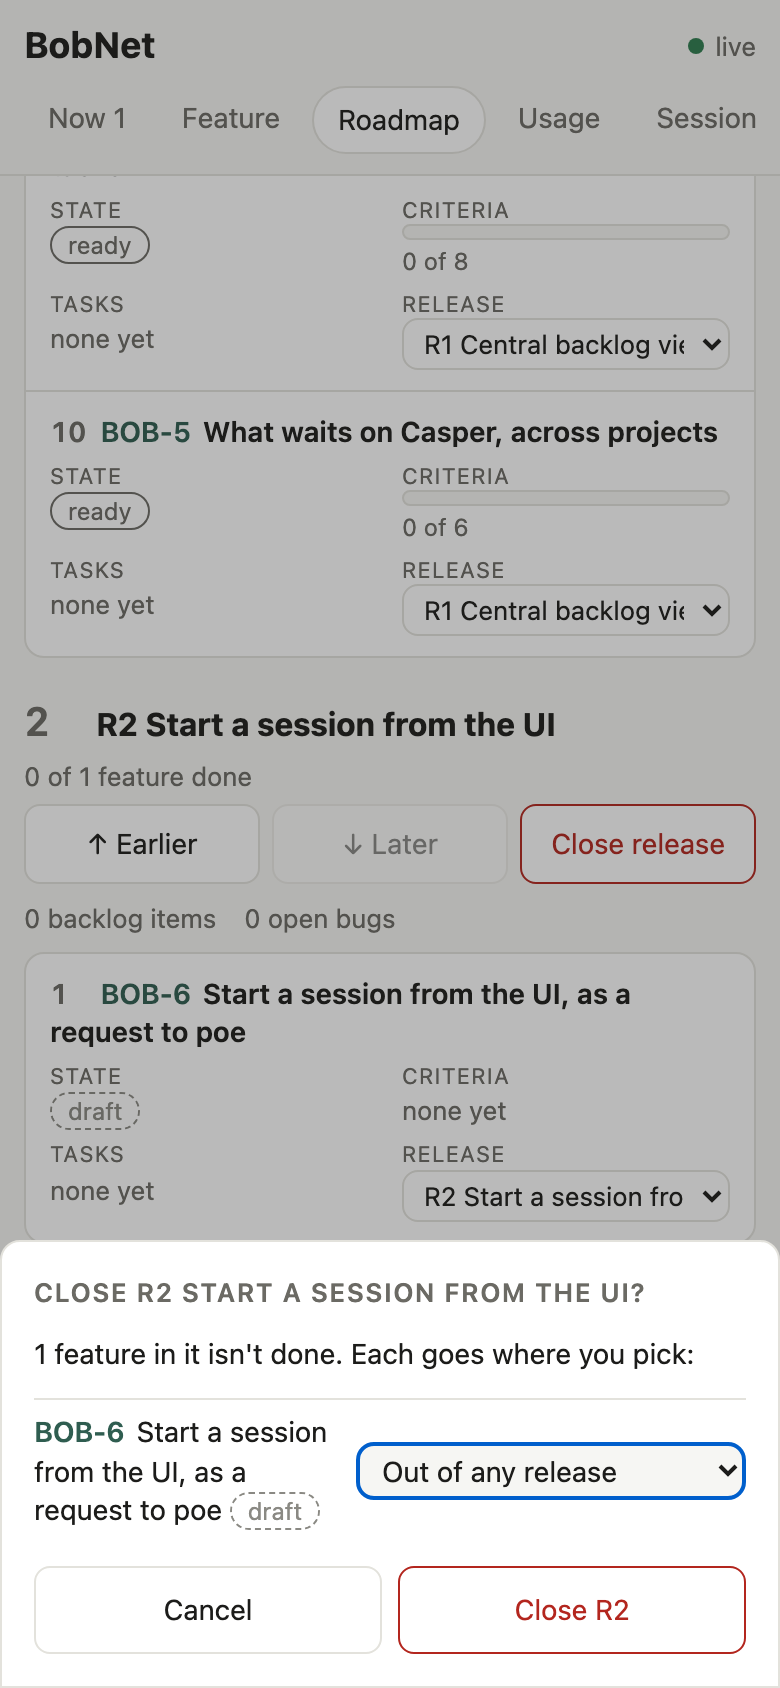 BobNet
live
Now 1 Feature Roadmap Usage Session
STATE CRITERIA
ready
0 of 8
TASKS RELEASE
none yet R1 Central backlog vie
10 BOB-5 What waits on Casper, across projects
STATE CRITERIA
ready
0 of 6
TASKS RELEASE
none yet R1 Central backlog vie
2 R2 Start a session from the UI
0 of 1 feature done
↑ Earlier ↓ Later Close release
0 backlog items 0 open bugs
1 BOB-6 Start a session from the UI, as a
request to poe
STATE CRITERIA
draft none yet
TASKS RELEASE
none yet R2 Start a session fro
CLOSE R2 START A SESSION FROM THE UI?
1 feature in it isn't done. Each goes where you pick:
BOB-6 Start a session
from the UI, as a
request to poe draft
Out of any release
Cancel Close R2